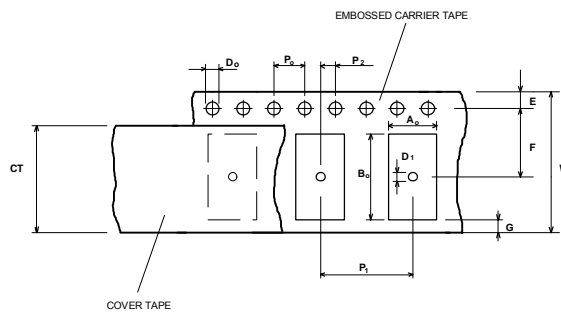 EMBOSSED CARRIER TAPE
Do Po P2
E
Ao
F
D1
CT
Bo
G
P1
COVER TAPE